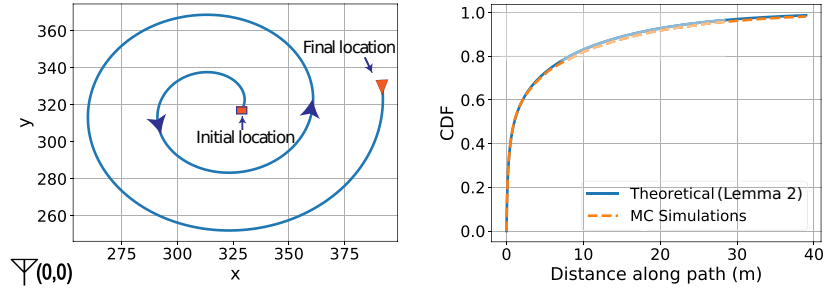 360
340
320
300
280
260
y
275
300
325
350
375
x
Final location
Initial location
(0,0)
1.0
0.8
0.6
0.4
0.2
0.0
CDF
Theoretical (Lemma 2)
MC Simulations
0
10
20
30
40
Distance along path (m)